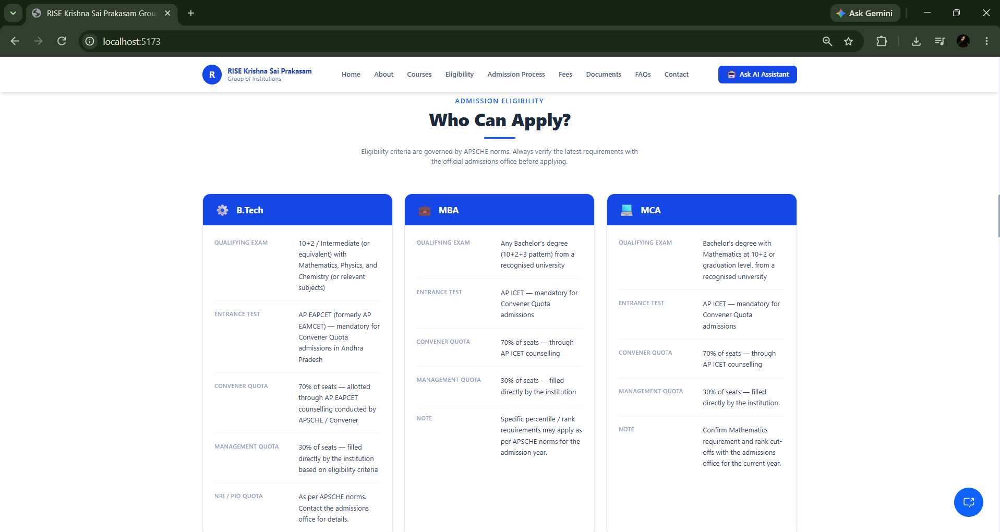 RISE Krishna Sai Prakasam Grou
Ask Gemini
localhost:5173
R
RISE Krishna Sai Prakasam
Group of Institutions
Home
About
Courses
Eligibility
Admission Process
Fees
Documents
FAQs
Contact
Ask AI Assistant
ADMISSION ELIGIBILITY
Who Can Apply?
Eligibility criteria are governed by APSCHE norms. Always verify the latest requirements with
the official admissions office before applying.
B.Tech
QUALIFYING EXAM
10+2 / Intermediate (or
equivalent) with
Mathematics, Physics, and
Chemistry (or relevant
subjects)
ENTRANCE TEST
AP EAPCET (formerly AP
EAMCET) — mandatory for
Convener Quota
admissions in Andhra
Pradesh
CONVENER QUOTA
70% of seats — allotted
through AP EAPCET
counselling conducted by
APSCHE / Convener
MANAGEMENT QUOTA
30% of seats — filled
directly by the institution
based on eligibility criteria
NRI / PIO QUOTA
As per APSCHE norms.
Contact the admissions
office for details.
MBA
QUALIFYING EXAM
Any Bachelor's degree
(10+2+3 pattern) from a
recognised university
ENTRANCE TEST
AP ICET — mandatory for
Convener Quota
admissions
CONVENER QUOTA
70% of seats — through
AP ICET counselling
MANAGEMENT QUOTA
30% of seats — filled
directly by the institution
NOTE
Specific percentile / rank
requirements may apply as
per APSCHE norms for the
admission year.
MCA
QUALIFYING EXAM
Bachelor's degree with
Mathematics at 10+2 or
graduation level, from a
recognised university
ENTRANCE TEST
AP ICET — mandatory for
Convener Quota
admissions
CONVENER QUOTA
70% of seats — through
AP ICET counselling
MANAGEMENT QUOTA
30% of seats — filled
directly by the institution
NOTE
Confirm Mathematics
requirement and rank cut-
offs with the admissions
office for the current year.